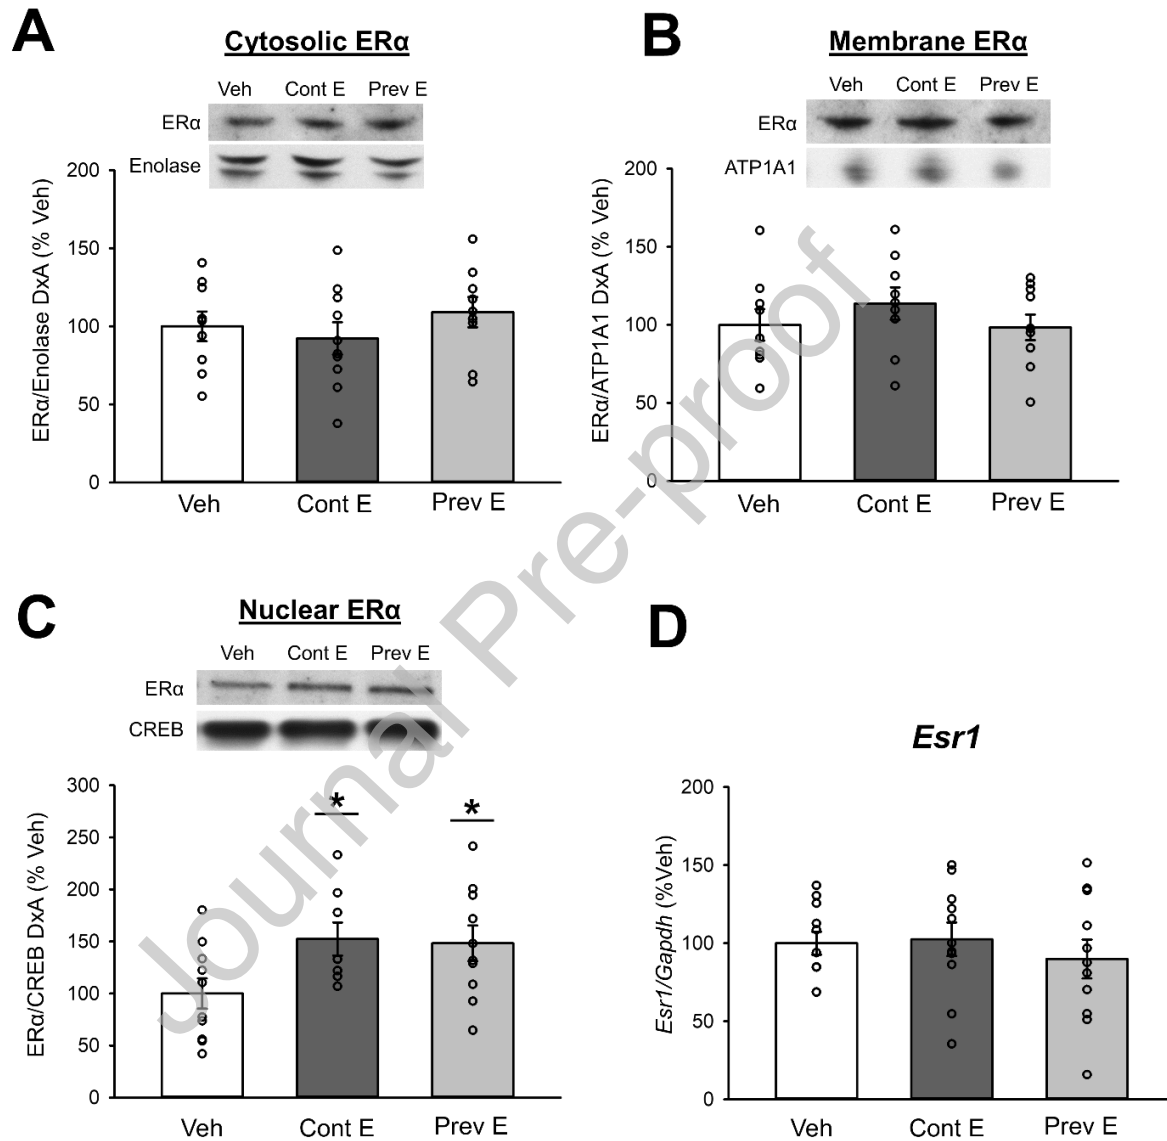 A
Cytosolic ERα
Veh Cont E Prev E
ERα
Enolase
ERα/Enolase DxA (% Veh)
200
150
100
50
0
Veh Cont E Prev E
B
Membrane ERα
Veh Cont E Prev E
ERα
ATP1A1
ERα/ATP1A1 DxA (% Veh)
200
150
100
50
0
Veh Cont E Prev E
C
Nuclear ERα
Veh Cont E Prev E
ERα
CREB
ERα/CREB DxA (% Veh)
300
250
200
150
100
50
0
* *
Veh Cont E Prev E
D
Esr1
Esr1/Gapdh (%Veh)
200
150
100
50
0
Veh Cont E Prev E
Journal Pre-proof